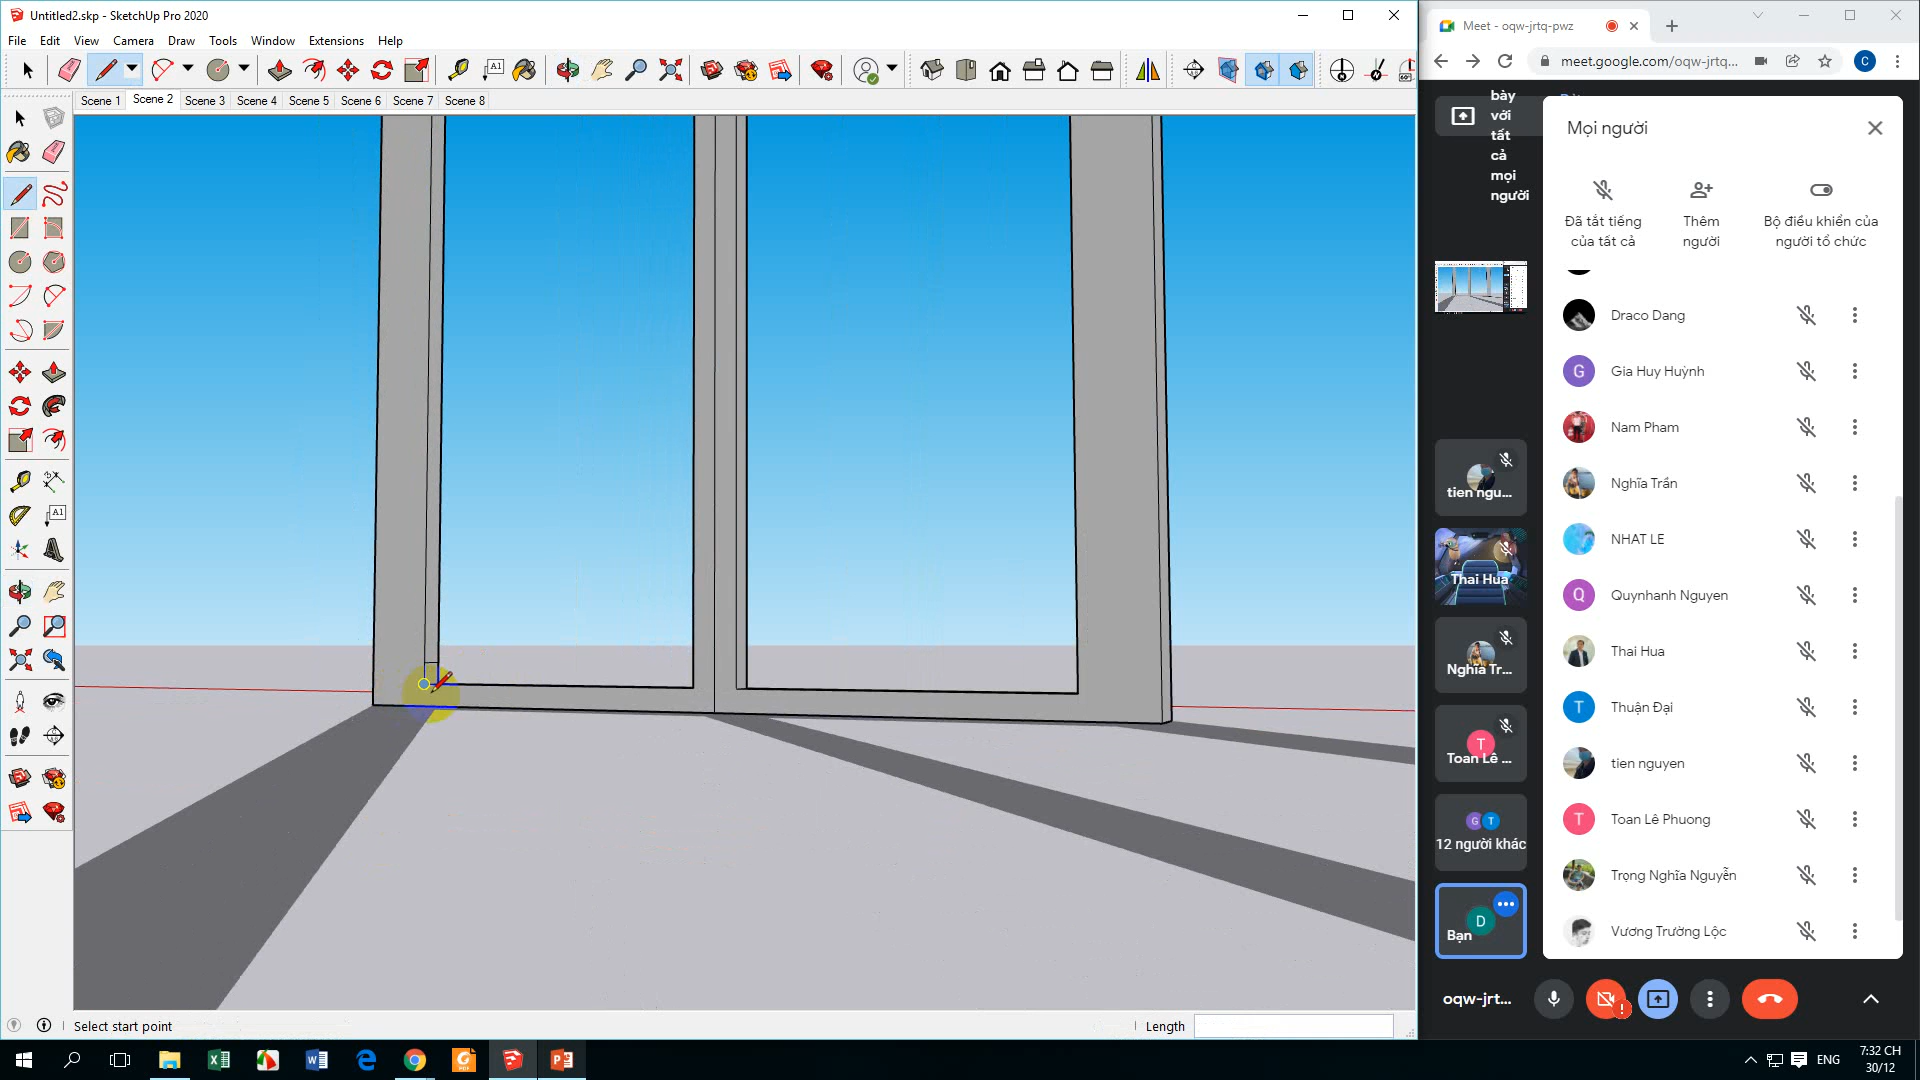 Untitled2.skp - SketchUp Pro 2020
File Edit View Camera Draw Tools Window Extensions Help
Scene 1 Scene 2 Scene 3 Scene 4 Scene 5 Scene 6 Scene 7 Scene 8
Select start point
Length
Meet - oqw-jrtq-pwz
meet.google.com/oqw-jrtq...
C
bày
với
tất
cả
mọi
người
tien ngu...
Thai Hua
Nghĩa Tr...
T
Toan Lê ...
G T
12 người khác
D
Bạn
Mọi người
Đã tắt tiếng
của tất cả
Thêm
người
Bộ điều khiển của
người tổ chức
Draco Dang
G
Gia Huy Huỳnh
Nam Pham
Nghĩa Trần
NHAT LE
Q
Quynhanh Nguyen
Thai Hua
T
Thuận Đại
tien nguyen
T
Toan Lê Phuong
Trọng Nghĩa Nguyễn
Vương Trường Lộc
oqw-jrt...
ENG
7:32 CH
30/12